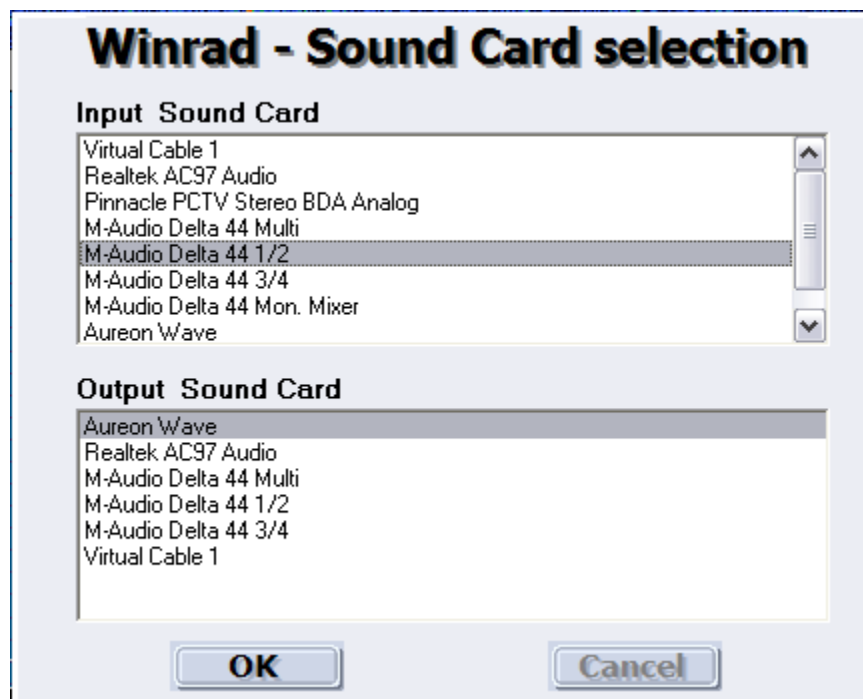 Winrad - Sound Card selection
Input Sound Card
Virtual Cable 1
Realtek AC97 Audio
Pinnacle PCTV Stereo BDA Analog
M-Audio Delta 44 Multi
M-Audio Delta 44 1/2
M-Audio Delta 44 3/4
M-Audio Delta 44 Mon. Mixer
Aureon Wave
Output Sound Card
Aureon Wave
Realtek AC97 Audio
M-Audio Delta 44 Multi
M-Audio Delta 44 1/2
M-Audio Delta 44 3/4
Virtual Cable 1
OK
Cancel